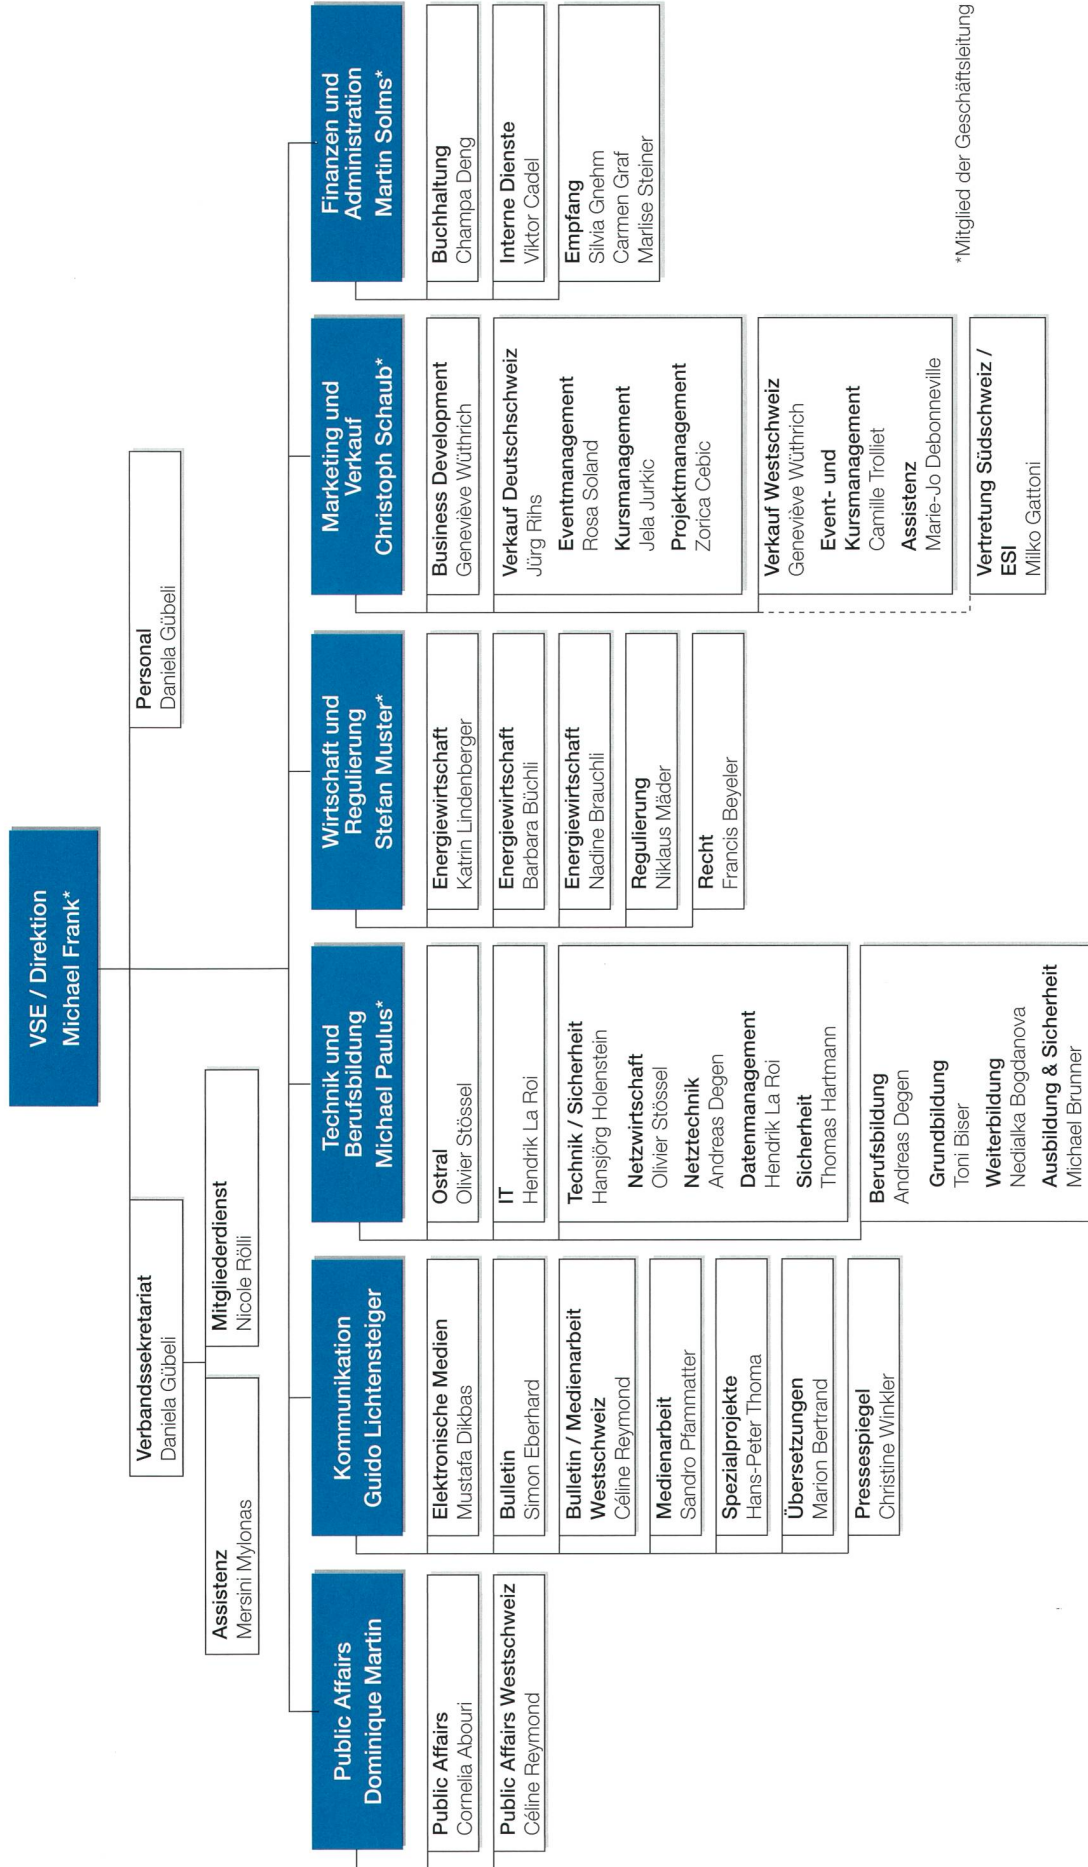 VSE / Direktion
Michael Frank*
Verbandssekretariat
Daniela Gübeli
Personal
Daniela Gübeli
Assistenz
Mersini Mylonas
Mitgliederdienst
Nicole Rölli
Public Affairs
Dominique Martin
Public Affairs
Cornelia Abouri
Public Affairs Westschweiz
Céline Reymond
Kommunikation
Guido Lichtensteiger
Elektronische Medien
Mustafa Dikbas
Bulletin
Simon Eberhard
Bulletin / Medienarbeit
Westschweiz
Céline Reymond
Medienarbeit
Sandro Pfammatter
Spezialprojekte
Hans-Peter Thoma
Übersetzungen
Marion Bertrand
Pressespiegel
Christine Winkler
Technik und
Berufsbildung
Michael Paulus*
Ostral
Olivier Stössel
IT
Hendrik La Roi
Technik / Sicherheit
Hansjörg Holenstein
Netzwirtschaft
Olivier Stössel
Netztechnik
Andreas Degen
Datenmanagement
Hendrik La Roi
Sicherheit
Thomas Hartmann
Berufsbildung
Andreas Degen
Grundbildung
Toni Biser
Weiterbildung
Nedialka Bogdanova
Ausbildung & Sicherheit
Michael Brunner
Wirtschaft und
Regulierung
Stefan Muster*
Energiewirtschaft
Katrin Lindenberger
Energiewirtschaft
Barbara Büchli
Energiewirtschaft
Nadine Brauchli
Regulierung
Niklaus Mäder
Recht
Francis Beyeler
Marketing und
Verkauf
Christoph Schaub*
Business Development
Geneviève Wüthrich
Verkauf Deutschschweiz
Jürg Rihs
Eventmanagement
Rosa Soland
Kursmanagement
Jela Jurkic
Projektmanagement
Zorica Cebic
Verkauf Westschweiz
Geneviève Wüthrich
Event- und
Kursmanagement
Camille Trolliet
Assistenz
Marie-Jo Debonneville
Vertretung Südschweiz /
ESI
Milko Gattoni
Finanzen und
Administration
Martin Solms*
Buchhaltung
Champa Deng
Interne Dienste
Viktor Cadel
Empfang
Silvia Gnehm
Carmen Graf
Marlise Steiner
*Mitglied der Geschäftsleitung